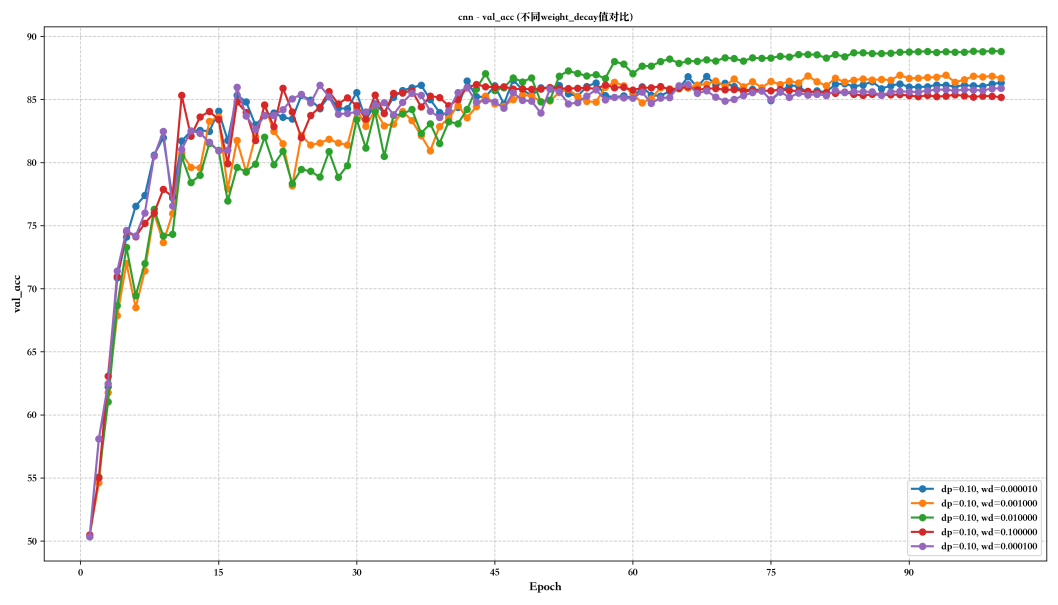 cnn - val_acc (不同weight_decay值对比)
90
85
80
75
70
65
60
55
50
val_acc
0 15 30 45 60 75 90
Epoch
dp=0.10, wd=0.000010
dp=0.10, wd=0.001000
dp=0.10, wd=0.010000
dp=0.10, wd=0.100000
dp=0.10, wd=0.000100